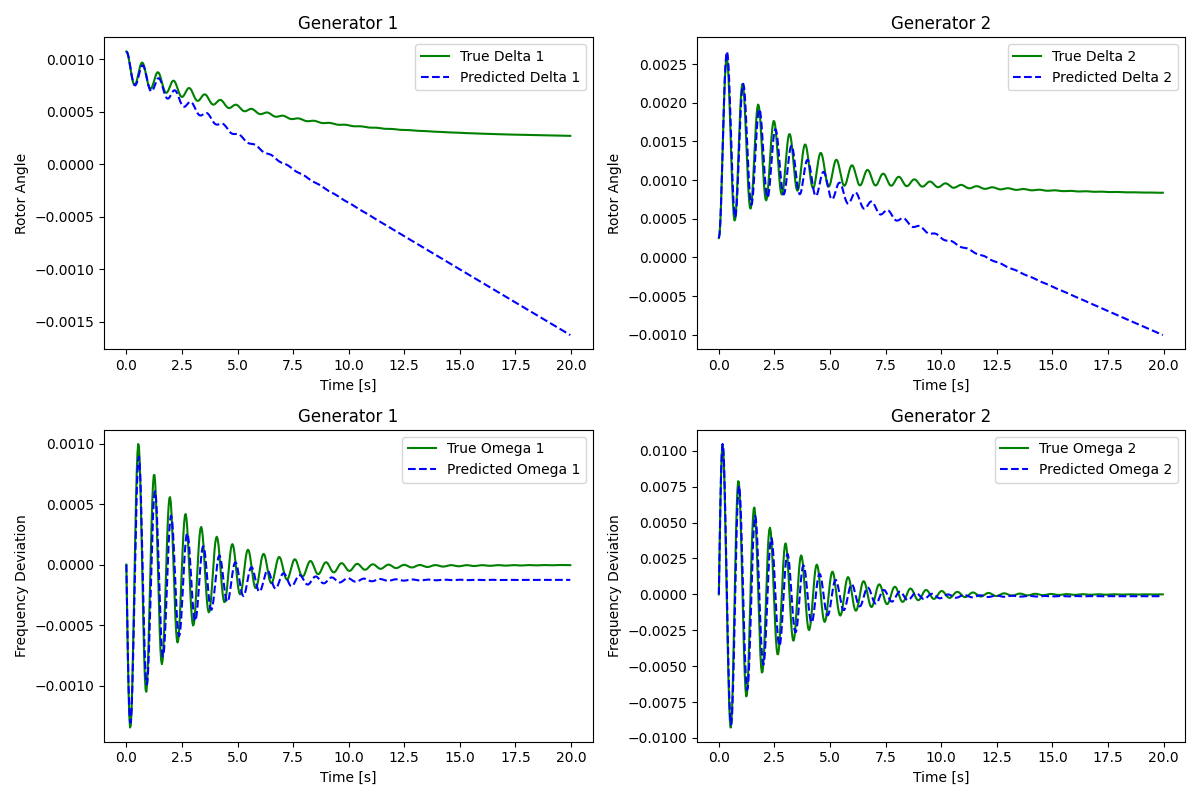 Generator 1
True Delta 1
Predicted Delta 1
Rotor Angle
0.0010
0.0005
0.0000
−0.0005
−0.0010
−0.0015
0.0 2.5 5.0 7.5 10.0 12.5 15.0 17.5 20.0
Time [s]
Generator 2
True Delta 2
Predicted Delta 2
Rotor Angle
0.0025
0.0020
0.0015
0.0010
0.0005
0.0000
−0.0005
−0.0010
0.0 2.5 5.0 7.5 10.0 12.5 15.0 17.5 20.0
Time [s]
Generator 1
True Omega 1
Predicted Omega 1
Frequency Deviation
0.0010
0.0005
0.0000
−0.0005
−0.0010
0.0 2.5 5.0 7.5 10.0 12.5 15.0 17.5 20.0
Time [s]
Generator 2
True Omega 2
Predicted Omega 2
Frequency Deviation
0.0100
0.0075
0.0050
0.0025
0.0000
−0.0025
−0.0050
−0.0075
−0.0100
0.0 2.5 5.0 7.5 10.0 12.5 15.0 17.5 20.0
Time [s]